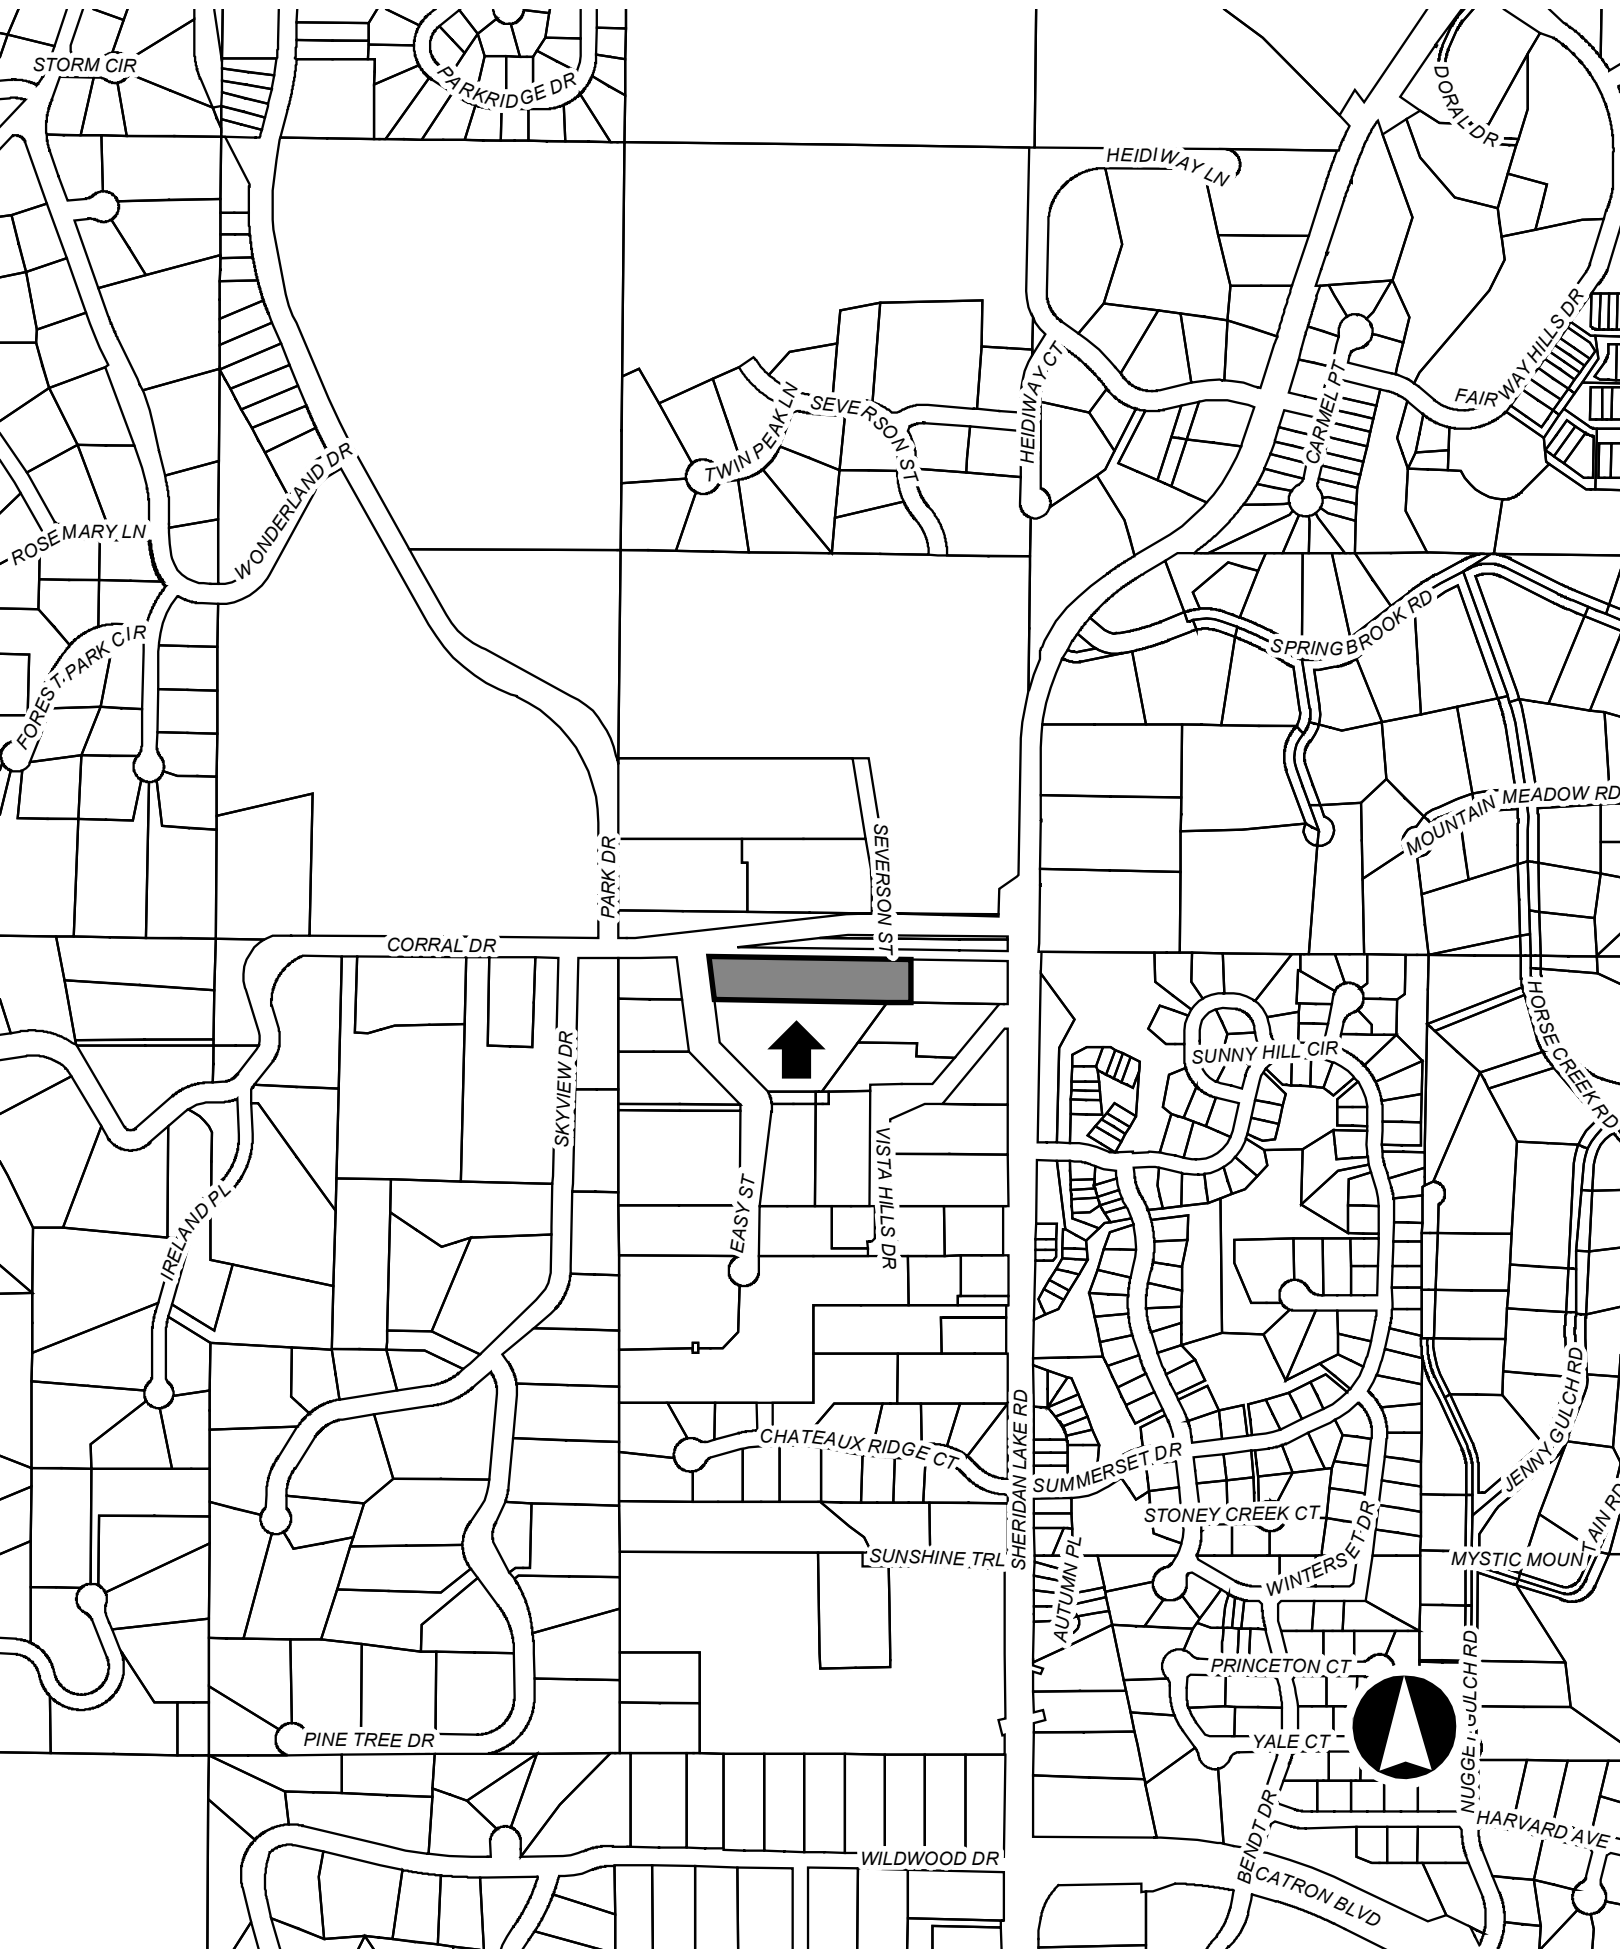 STORM CIR
PARKRIDGE DR
DORAL DR
HEIDIWAY LN
FAIRWAY HILLS DR
HEIDIWAY CT
CARMEL PT
SEVERSON ST
TWIN PEAK LN
WONDERLAND DR
ROSEMARY LN
SPRINGBROOK RD
FOREST PARK CIR
MOUNTAIN MEADOW RD
PARK DR
SEVERSON ST
CORRAL DR
HORSE CREEK RD
SKYVIEW DR
SUNNY HILL CIR
VISTA HILLS DR
EASY ST
IRELAND PL
SHERIDAN LAKE RD
JENNY GULCH RD
CHATEAUX RIDGE CT
SUMMERSET DR
STONEY CREEK CT
SUNSHINE TRL
AUTUMN PL
WINTERSET DR
MYSTIC MOUNTAIN RD
PRINCETON CT
NUGGET GULCH RD
PINE TREE DR
YALE CT
BENDT DR
HARVARD AVE
WILDWOOD DR
CATRON BLVD